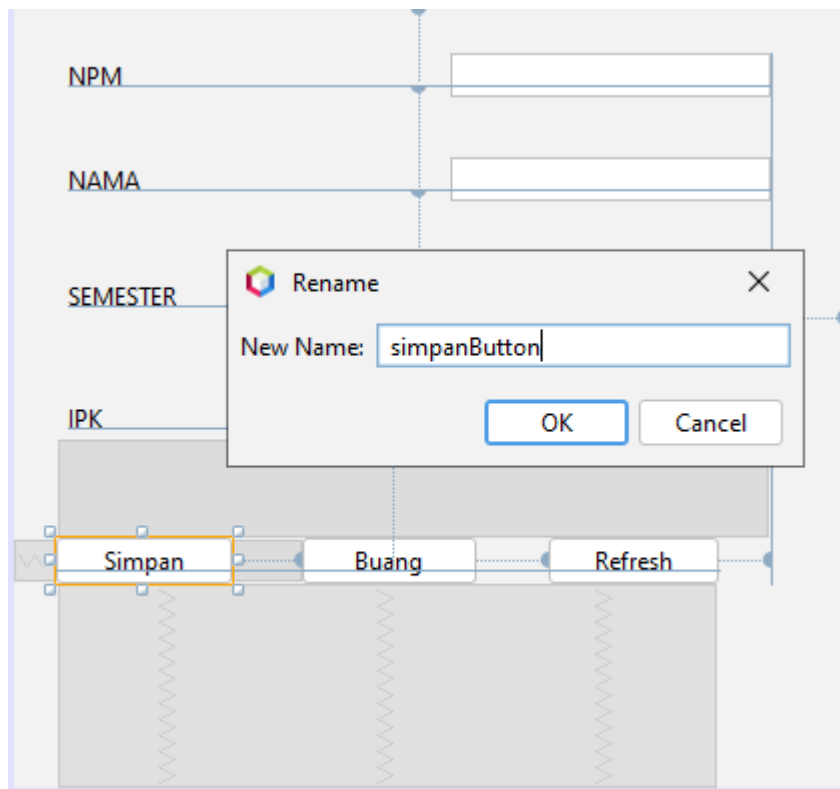 NPM
NAMA
SEMESTER
IPK
Rename
New Name: simpanButton
OK Cancel
Simpan Buang Refresh